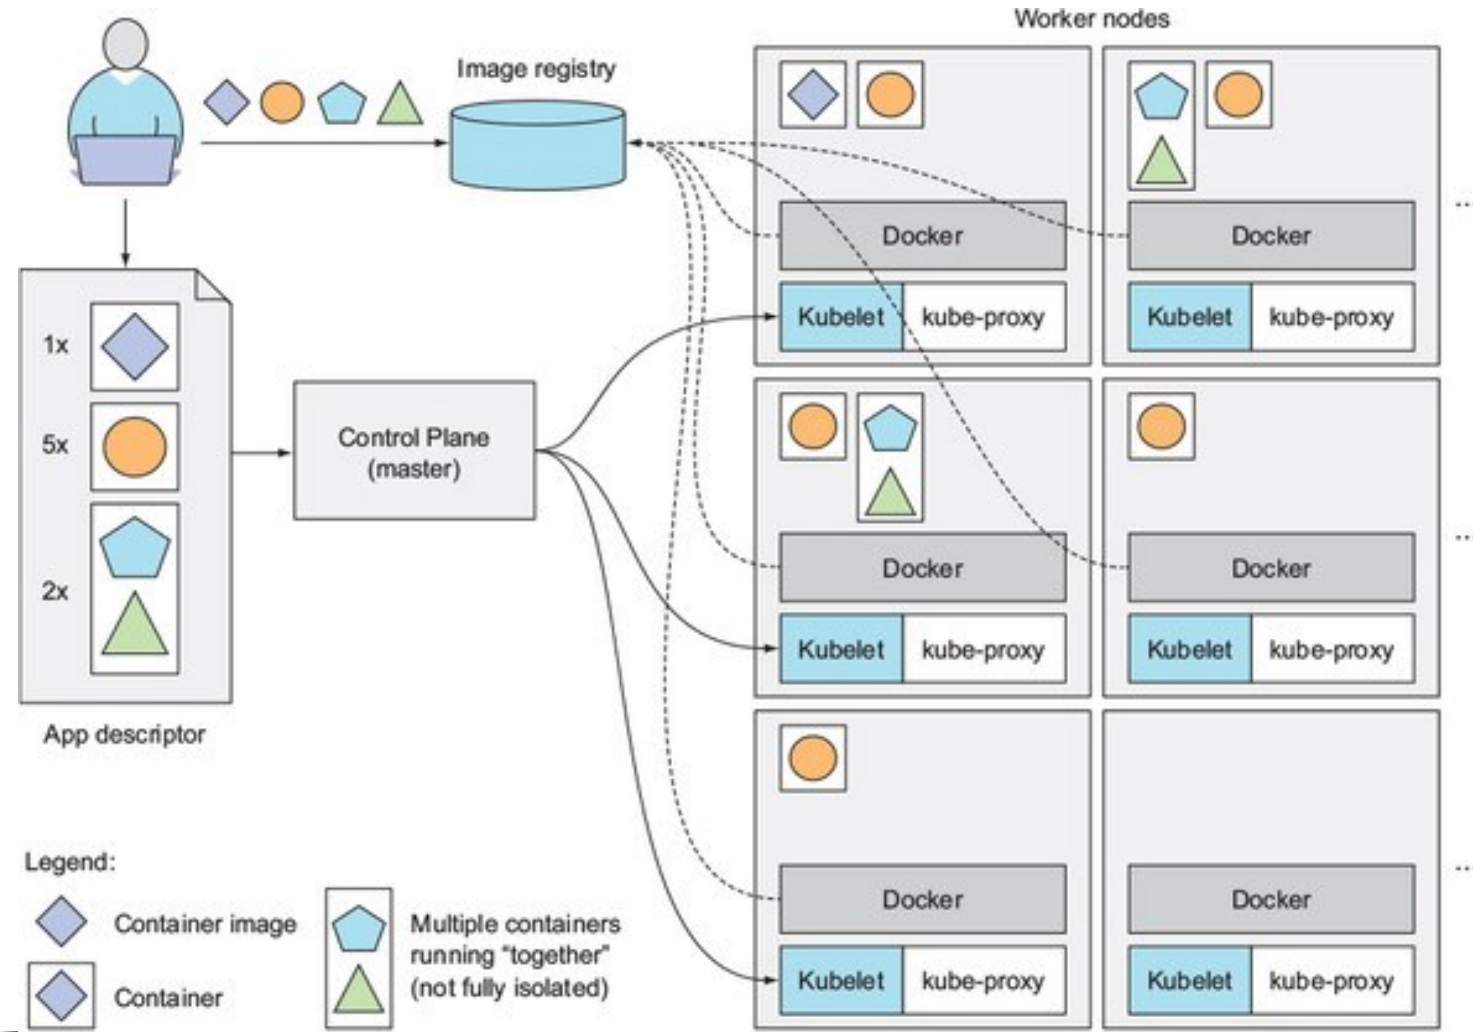 Worker nodes
Image registry
Docker
Docker
Kubelet
kube-proxy
Kubelet
kube-proxy
...
1x
5x
2x
Control Plane
(master)
App descriptor
Docker
Docker
Kubelet
kube-proxy
Kubelet
kube-proxy
...
Docker
Docker
Kubelet
kube-proxy
Kubelet
kube-proxy
...
Legend:
Container image
Container
Multiple containers
running “together”
(not fully isolated)